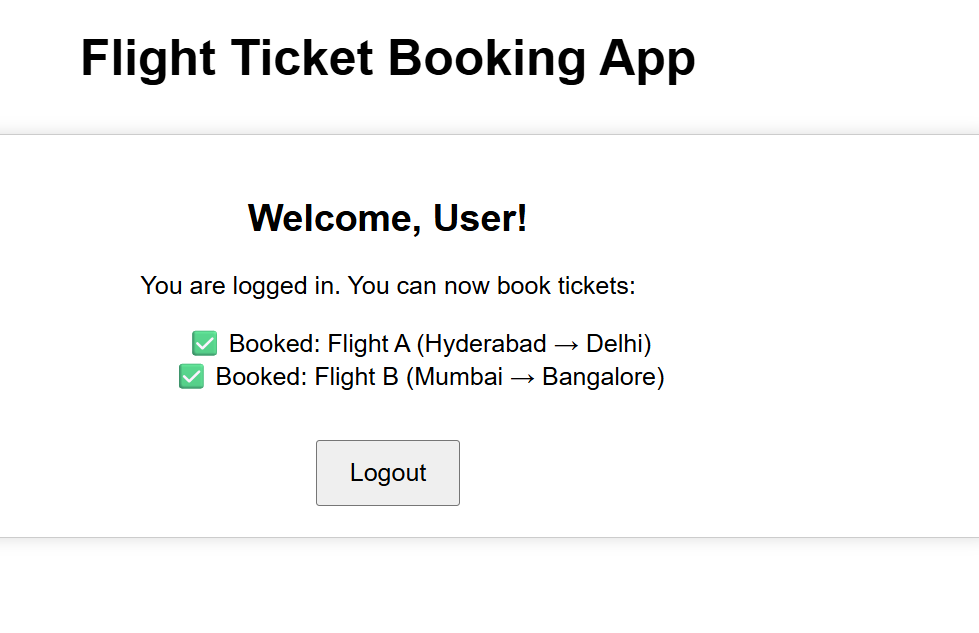 Flight Ticket Booking App
Welcome, User!
You are logged in. You can now book tickets:
✅ Booked: Flight A (Hyderabad → Delhi)
✅ Booked: Flight B (Mumbai → Bangalore)
Logout